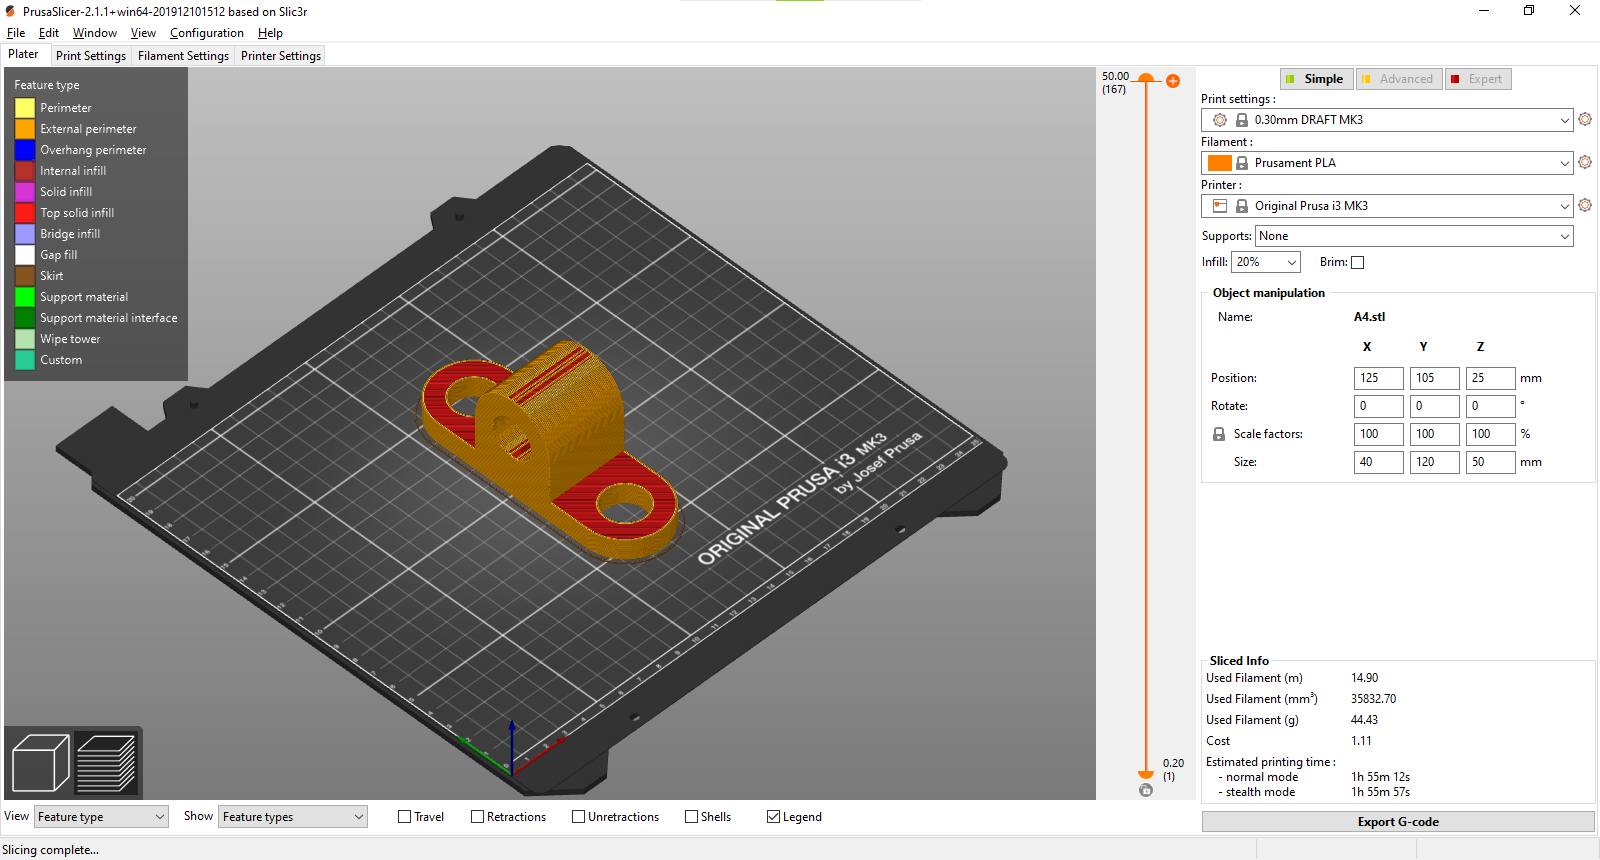 PrusaSlicer-2.1.1+win64-201912101512 based on Slic3r
File Edit Window View Configuration Help
Plater Print Settings Filament Settings Printer Settings
Feature type
Perimeter
External perimeter
Overhang perimeter
Internal infill
Solid infill
Top solid infill
Bridge infill
Gap fill
Skirt
Support material
Support material interface
Wipe tower
Custom
ORIGINAL PRUSA i3 MK3
by Josef Prusa
50.00
(167)
0.20
(1)
Simple Advanced Expert
Print settings :
0.30mm DRAFT MK3
Filament :
Prusament PLA
Printer :
Original Prusa i3 MK3
Supports: None
Infill: 20% Brim:
Object manipulation
Name: A4.stl
X Y Z
Position: 125 105 25 mm
Rotate: 0 0 0 °
Scale factors: 100 100 100 %
Size: 40 120 50 mm
Sliced Info
Used Filament (m) 14.90
Used Filament (mm³) 35832.70
Used Filament (g) 44.43
Cost 1.11
Estimated printing time :
- normal mode 1h 55m 12s
- stealth mode 1h 55m 57s
Export G-code
View Feature type Show Feature types Travel Retractions Unretractions Shells Legend
Slicing complete...